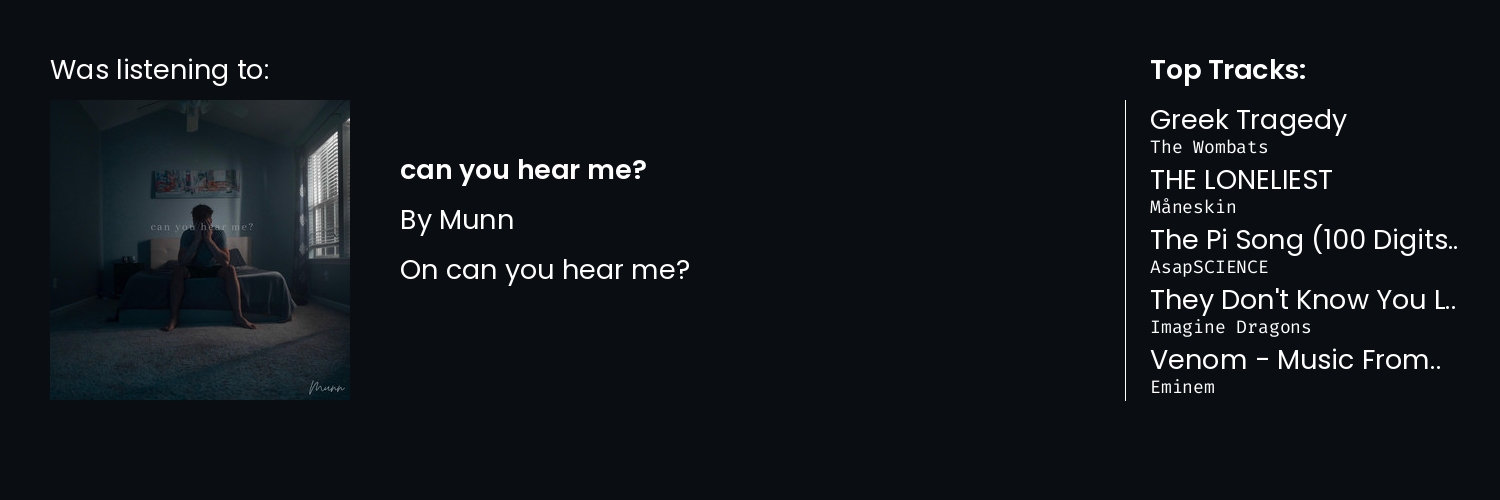 Was listening to:
can you hear me?
Munn
can you hear me?
By Munn
On can you hear me?
Top Tracks:
Greek Tragedy
The Wombats
THE LONELIEST
Måneskin
The Pi Song (100 Digits..
AsapSCIENCE
They Don't Know You L..
Imagine Dragons
Venom - Music From..
Eminem